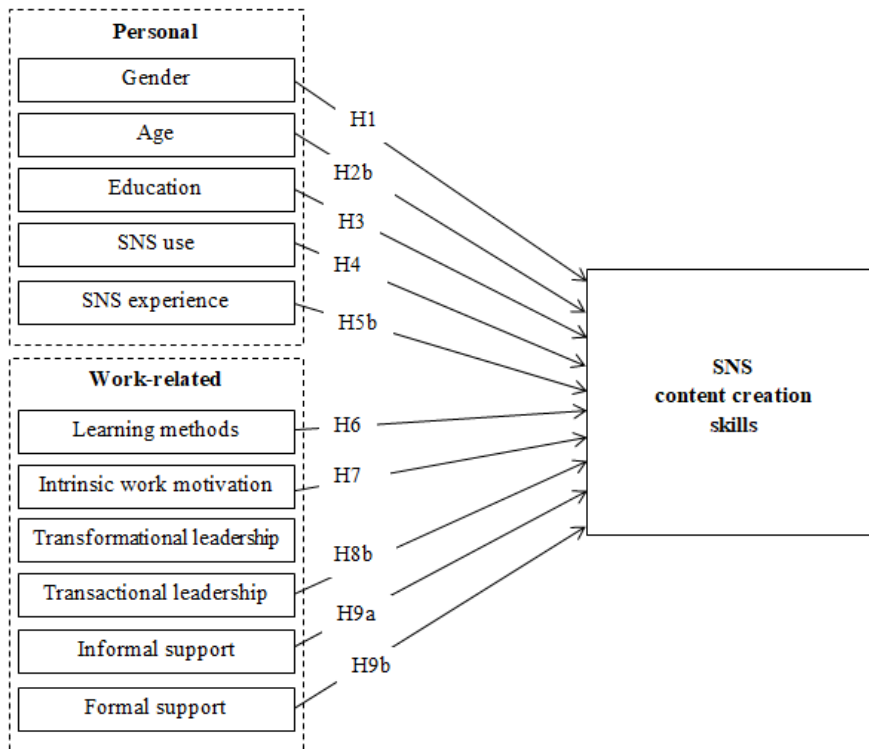 Personal
Gender
Age
Education
SNS use
SNS experience
Work-related
Learning methods
Intrinsic work motivation
Transformational leadership
Transactional leadership
Informal support
Formal support
H1
H2b
H3
H4
H5b
H6
H7
H8b
H9a
H9b
SNS
content creation
skills